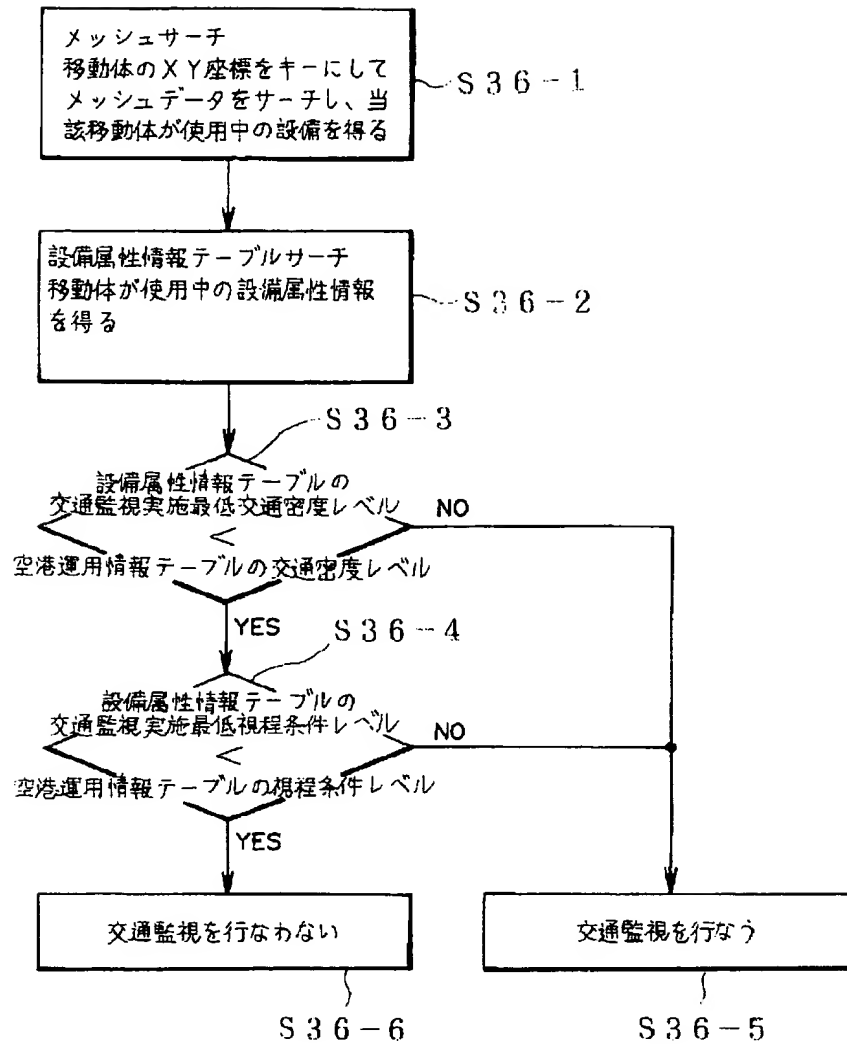 メッシュサーチ
移動体のXY座標をキーにして
メッシュデータをサーチし、当
該移動体が使用中の設備を得る
S36-1
設備属性情報テーブルサーチ
移動体が使用中の設備属性情報
を得る
S36-2
S36-3
設備属性情報テーブルの
交通監視実施最低交通密度レベル
<
空港運用情報テーブルの交通密度レベル
NO
YES
S36-4
設備属性情報テーブルの
交通監視実施最低視程条件レベル
<
空港運用情報テーブルの視程条件レベル
NO
YES
交通監視を行なわない
交通監視を行なう
S36-6
S36-5